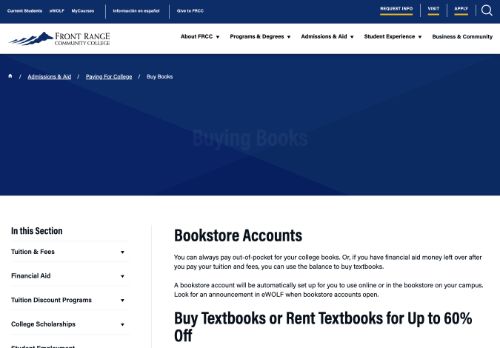 Current Students eWOLF MyCourses Información en español Give to FRCC REQUEST INFO VISIT APPLY
FRONT RANGE
COMMUNITY COLLEGE
About FRCC Programs & Degrees Admissions & Aid Student Experience Business & Community
/ Admissions & Aid / Paying For College / Buy Books
Buying Books
In this Section
Tuition & Fees
Financial Aid
Tuition Discount Programs
College Scholarships
Student Employment
Bookstore Accounts
You can always pay out-of-pocket for your college books. Or, if you have financial aid money left over after
you pay your tuition and fees, you can use the balance to buy textbooks.
A bookstore account will be automatically set up for you to use online or in the bookstore on your campus.
Look for an announcement in eWOLF when bookstore accounts open.
Buy Textbooks or Rent Textbooks for Up to 60%
Off